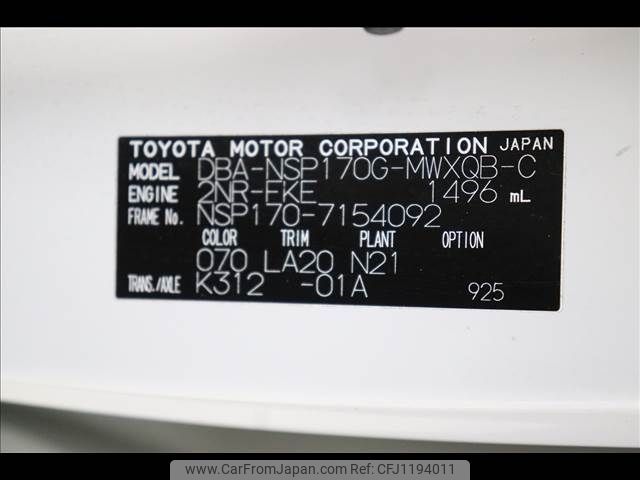 TOYOTA MOTOR CORPORATION JAPAN
MODEL DBA-NSP170G-MWXQB-C
ENGINE 2NR-FKE 1496 mL
FRAME No. NSP170-7154092
COLOR TRIM PLANT OPTION
070 LA20 N21
TRANS./AXLE K312 -01A 925
www.CarFromJapan.com CFJ1194011